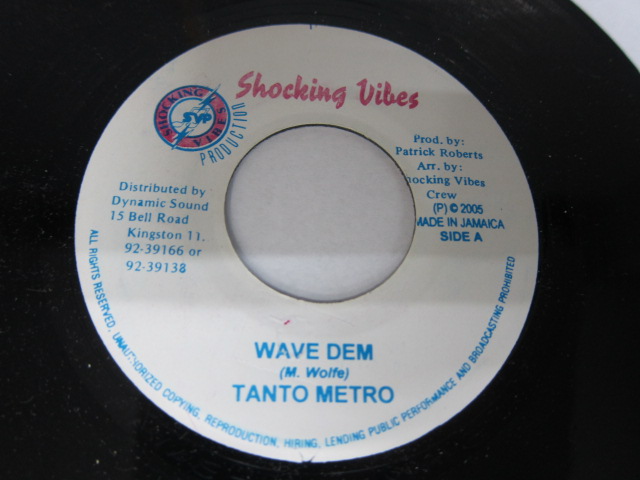 Shocking Vibes
SHOCKING VIBES
SVP
PRODUCTION
Prod. by:
Patrick Roberts
Arr. by:
hocking Vibes
Crew
(P) © 2005
MADE IN JAMAICA
SIDE A
Distributed by
Dynamic Sound
15 Bell Road
Kingston 11.
92-39166 or
92-39138
WAVE DEM
(M. Wolfe)
TANTO METRO
ALL RIGHTS RESERVED. UNAUTHORIZED COPYING, REPRODUCTION, HIRING, LENDING PUBLIC PERFORMANCE AND BROADCASTING PROHIBITED